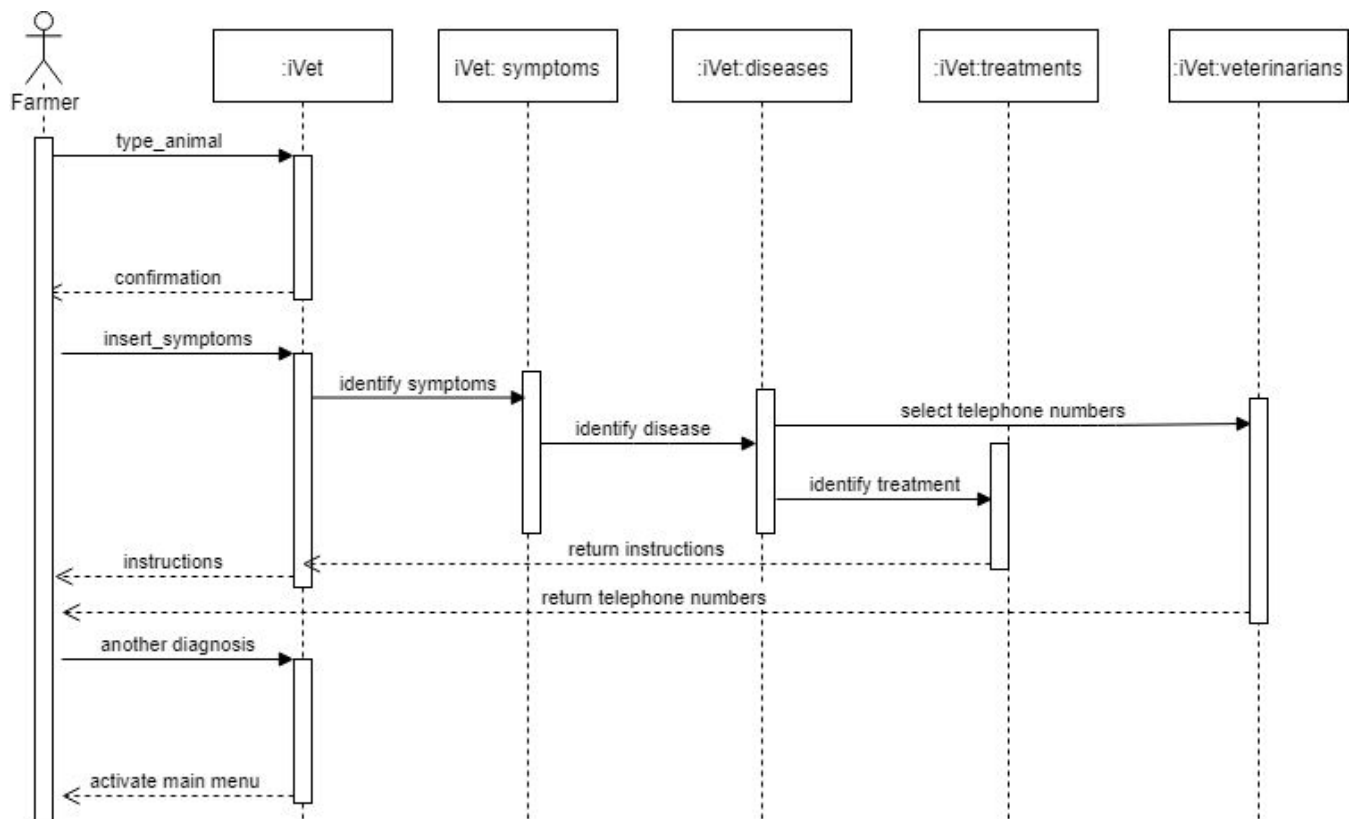 :iVet
iVet: symptoms
:iVet:diseases
:iVet:treatments
:iVet:veterinarians
Farmer
type_animal
confirmation
insert_symptoms
identify symptoms
select telephone numbers
identify disease
identify treatment
return instructions
instructions
return telephone numbers
another diagnosis
activate main menu